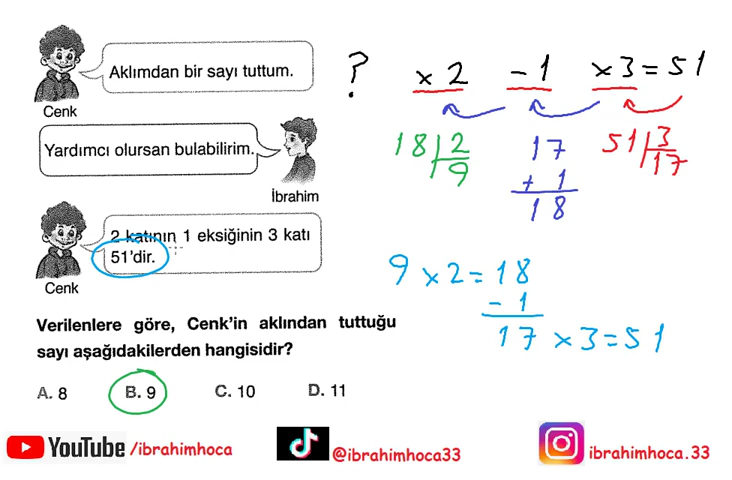 Aklımdan bir sayı tuttum.
Cenk
Yardımcı olursan bulabilirim.
İbrahim
2 katının 1 eksiğinin 3 katı
51'dir.
Cenk
Verilenlere göre, Cenk'in aklından tuttuğu
sayı aşağıdakilerden hangisidir?
A. 8 B. 9 C. 10 D. 11
? x 2 - 1 x 3 = 51
18 2
9
17
+ 1
18
51 3
17
9 x 2 = 18
- 1
17 x 3 = 51
YouTube /ibrahimhoca
@ibrahimhoca33
ibrahimhoca.33